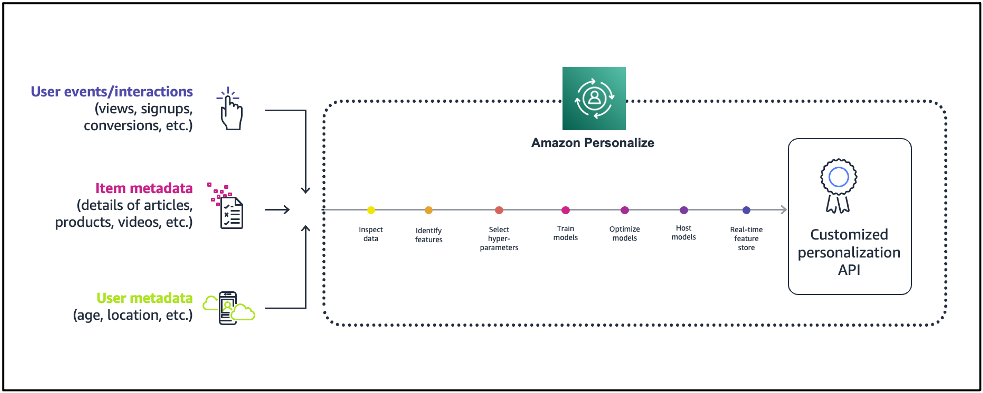 User events/interactions
(views, signups,
conversions, etc.)
Item metadata
(details of articles,
products, videos, etc.)
User metadata
(age, location, etc.)
Amazon Personalize
Inspect
data
Identify
features
Select
hyper-
parameters
Train
models
Optimize
models
Host
models
Real-time
feature
store
Customized
personalization
API